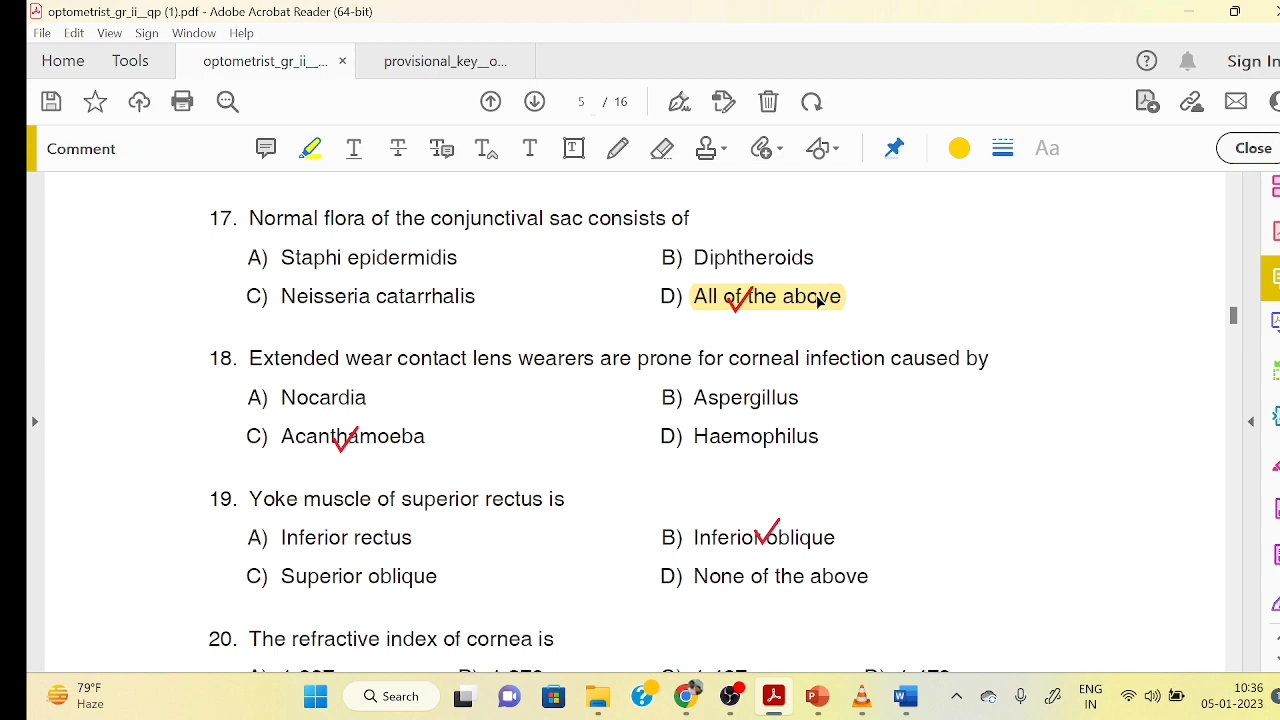 optometrist_gr_ii__qp (1).pdf - Adobe Acrobat Reader (64-bit)
File Edit View Sign Window Help
Home Tools optometrist_gr_ii__... × provisional_key__o... Sign In
5 / 16
Comment Aa Close
17. Normal flora of the conjunctival sac consists of
A) Staphi epidermidis B) Diphtheroids
C) Neisseria catarrhalis D) All of the above
18. Extended wear contact lens wearers are prone for corneal infection caused by
A) Nocardia B) Aspergillus
C) Acanthamoeba D) Haemophilus
19. Yoke muscle of superior rectus is
A) Inferior rectus B) Inferior oblique
C) Superior oblique D) None of the above
20. The refractive index of cornea is
79°F
Haze
Search
ENG
IN
10:36
05-01-2023